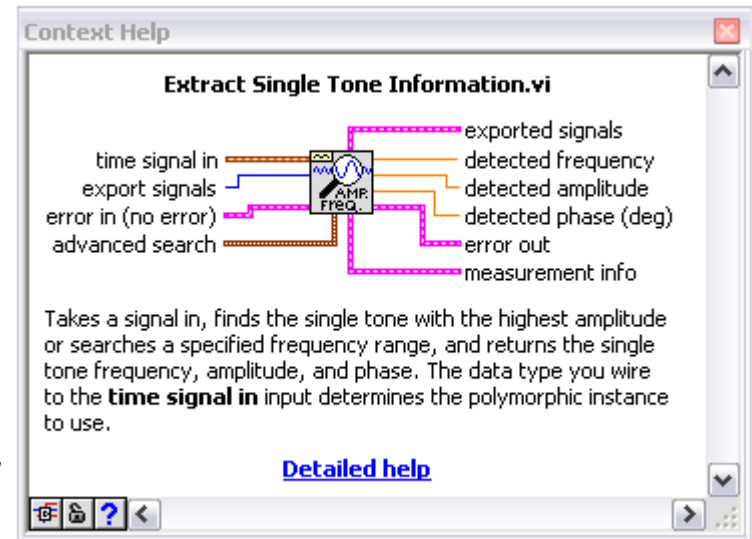 Context Help
Extract Single Tone Information.vi
time signal in
export signals
error in (no error)
advanced search
AMP.
Freq.
exported signals
detected frequency
detected amplitude
detected phase (deg)
error out
measurement info
Takes a signal in, finds the single tone with the highest amplitude
or searches a specified frequency range, and returns the single
tone frequency, amplitude, and phase. The data type you wire
to the time signal in input determines the polymorphic instance
to use.
Detailed help
?